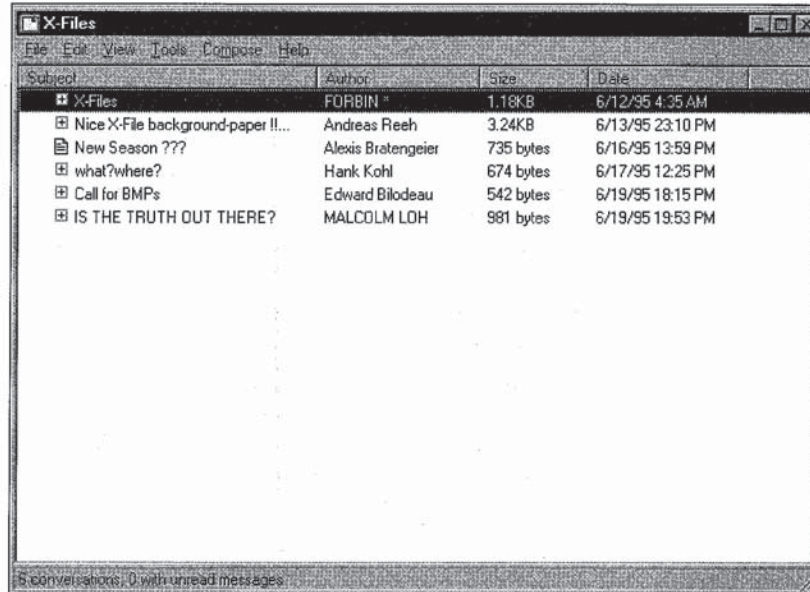 X-Files
File Edit View Tools Compose Help
Subject Author Size Date
X-Files FORBIN * 1.18KB 6/12/95 4:35 AM
Nice X-File background-paper !!... Andreas Reeh 3.24KB 6/13/95 23:10 PM
New Season ??? Alexis Bratengeier 735 bytes 6/16/95 13:59 PM
what?where? Hank Kohl 674 bytes 6/17/95 12:25 PM
Call for BMPs Edward Bilodeau 542 bytes 6/19/95 18:15 PM
IS THE TRUTH OUT THERE? MALCOLM LOH 981 bytes 6/19/95 19:53 PM
6 conversations, 0 with unread messages